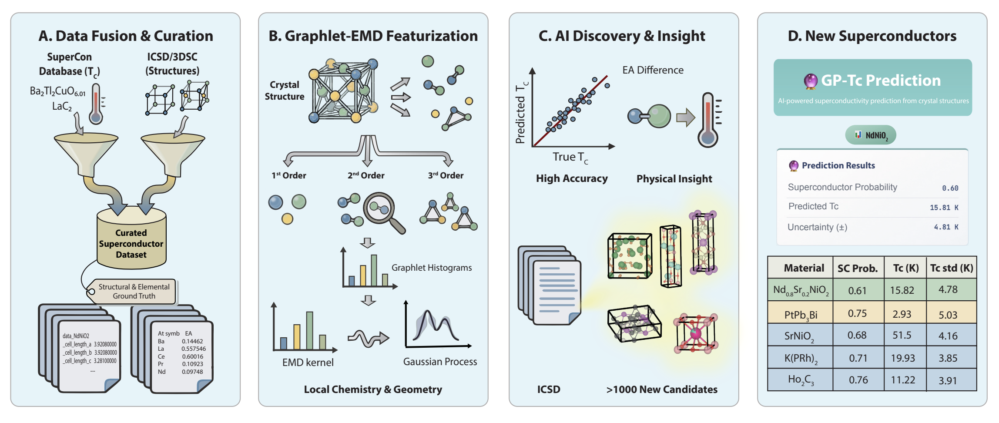 A. Data Fusion & Curation
SuperCon
Database (T_C)
ICSD/3DSC
(Structures)
Ba₂Tl₂CuO₆.₀₁
LaC₂
Curated
Superconductor
Dataset
Structural & Elemental
Ground Truth
data_NdNiO2
_cell_length_a 3.92080000
_cell_length_b 3.92080000
_cell_length_c 3.28100000
.....
At symb EA
Ba 0.14462
La 0.557546
Ce 0.60016
Pr 0.10923
Nd 0.09748
B. Graphlet-EMD Featurization
Crystal
Structure
1st Order
2nd Order
3rd Order
Graphlet Histograms
EMD kernel
Gaussian Process
Local Chemistry & Geometry
C. AI Discovery & Insight
Predicted T_C
True T_C
EA Difference
High Accuracy
Physical Insight
ICSD
>1000 New Candidates
D. New Superconductors
GP-Tc Prediction
AI-powered superconductivity prediction from crystal structures
NdNiO₂
Prediction Results
Superconductor Probability 0.60
Predicted Tc 15.81 K
Uncertainty (±) 4.81 K
Material SC Prob. Tc (K) Tc std (K)
Nd₀.₈Sr₀.₂NiO₂ 0.61 15.82 4.78
PtPb₃Bi 0.75 2.93 5.03
SrNiO₂ 0.68 51.5 4.16
K(PRh)₂ 0.71 19.93 3.85
Ho₂C₃ 0.76 11.22 3.91